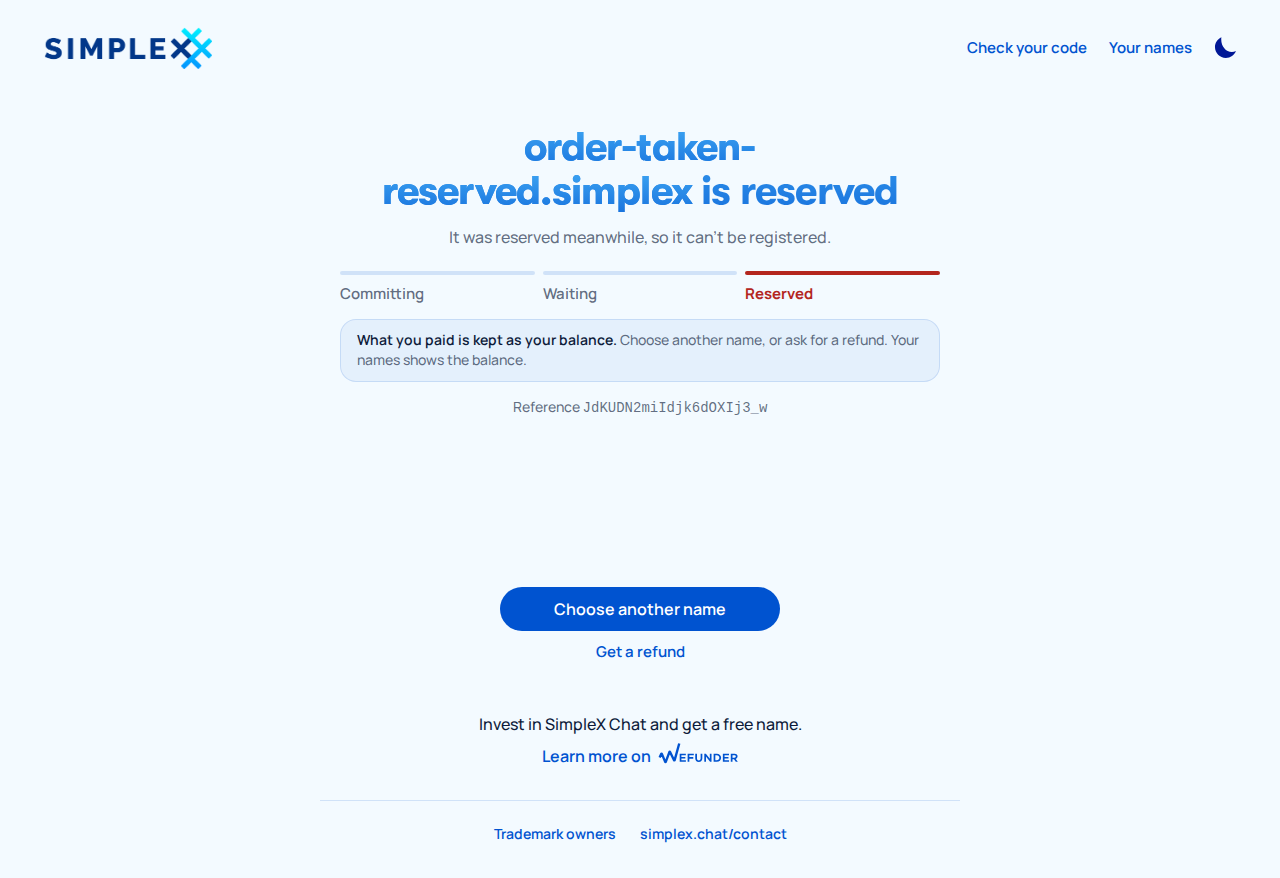 SIMPLEX
Check your code
Your names
order-taken-
reserved.simplex is reserved
It was reserved meanwhile, so it can't be registered.
Committing
Waiting
Reserved
What you paid is kept as your balance. Choose another name, or ask for a refund. Your
names shows the balance.
Reference JdKUDN2miIdjk6dOXIj3_w
Choose another name
Get a refund
Invest in SimpleX Chat and get a free name.
Learn more on WEFUNDER
Trademark owners
simplex.chat/contact